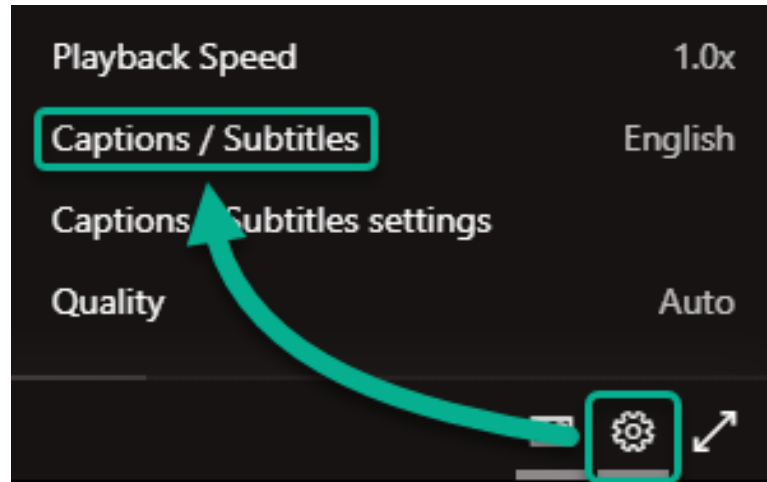 Playback Speed 1.0x
Captions / Subtitles English
Captions / Subtitles settings
Quality Auto